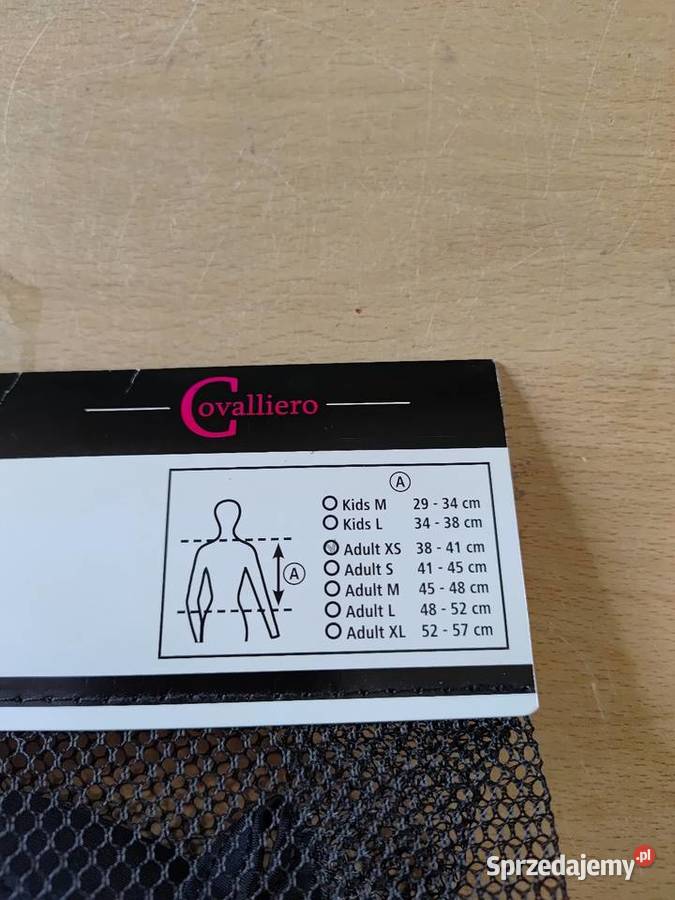 Covalliero
A
Kids M 29 - 34 cm
Kids L 34 - 38 cm
Adult XS 38 - 41 cm
A
Adult S 41 - 45 cm
Adult M 45 - 48 cm
Adult L 48 - 52 cm
Adult XL 52 - 57 cm
Sprzedajemy.pl